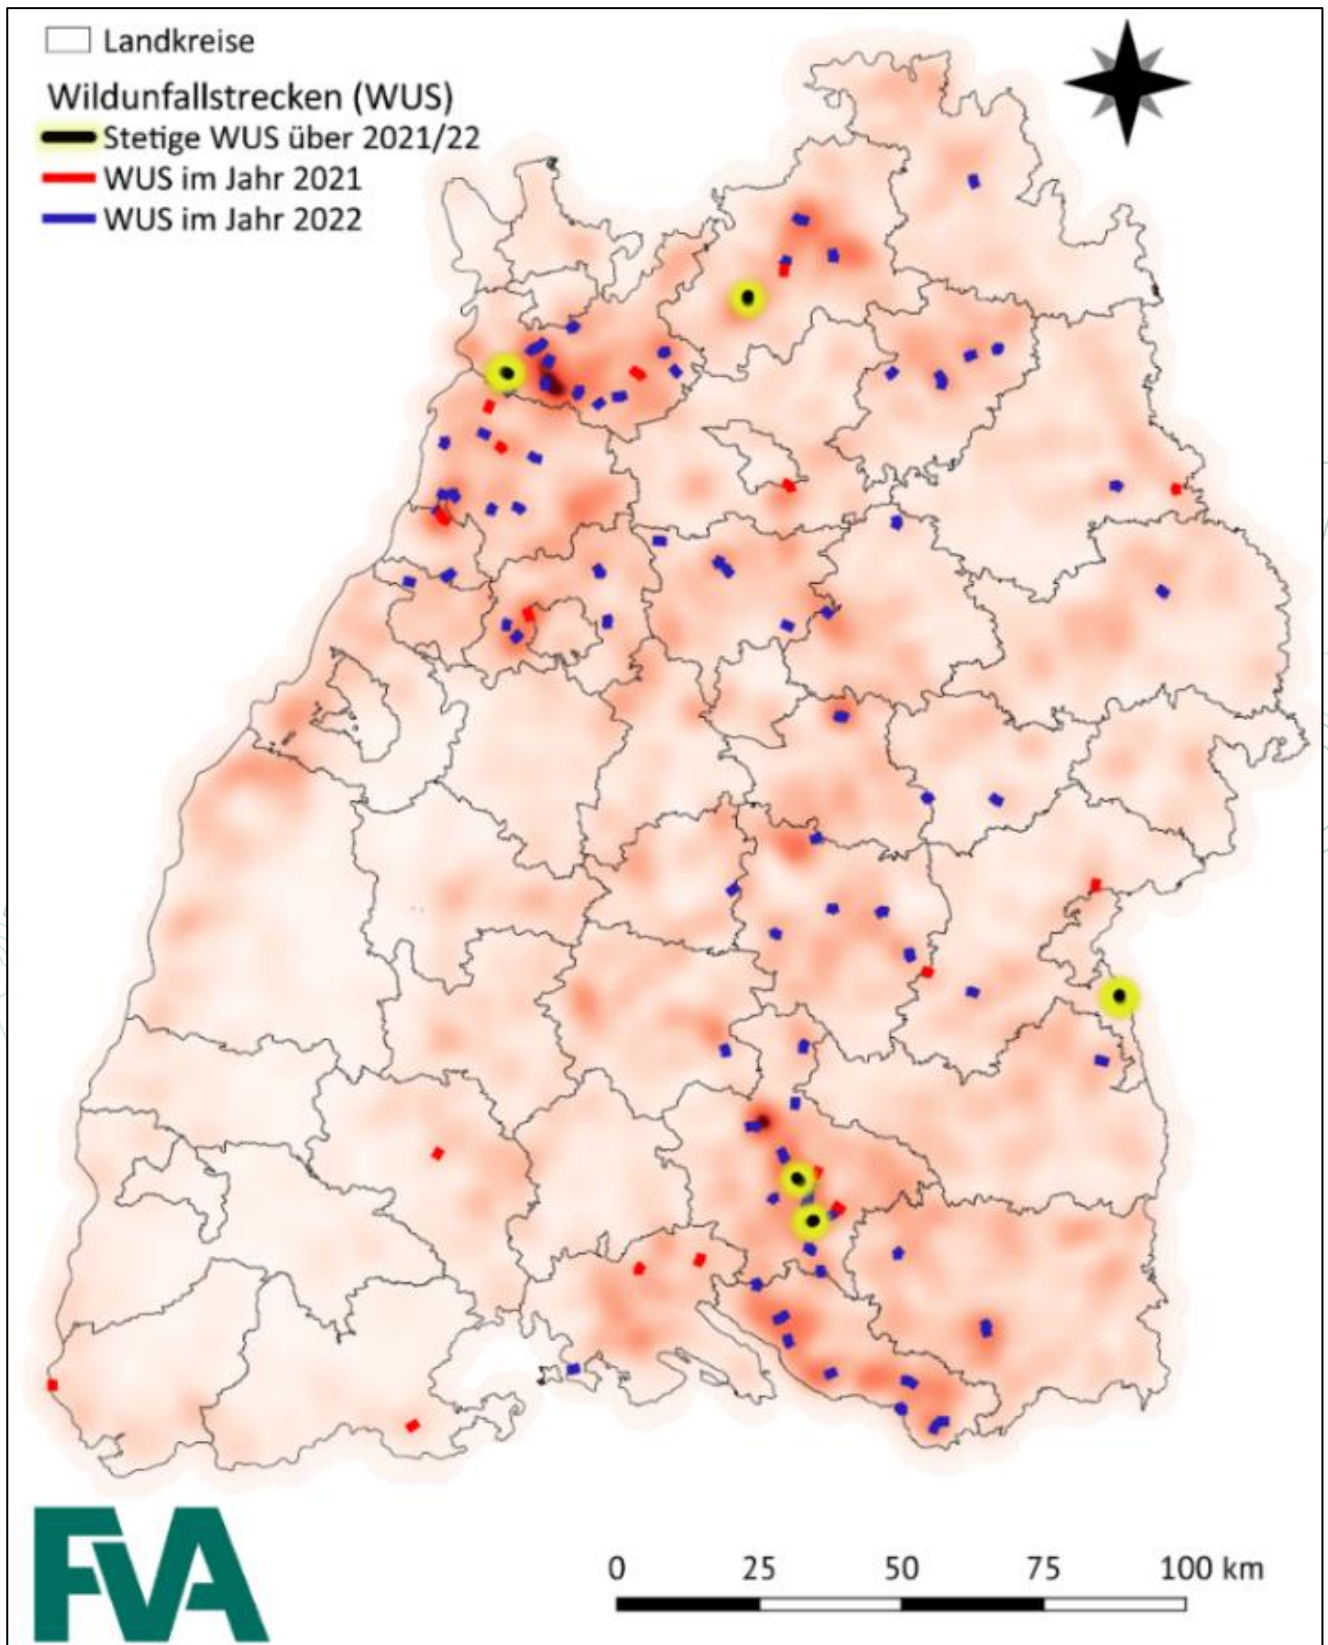 Landkreise
Wildunfallstrecken (WUS)
Stetige WUS über 2021/22
WUS im Jahr 2021
WUS im Jahr 2022
FVA
0 25 50 75 100 km